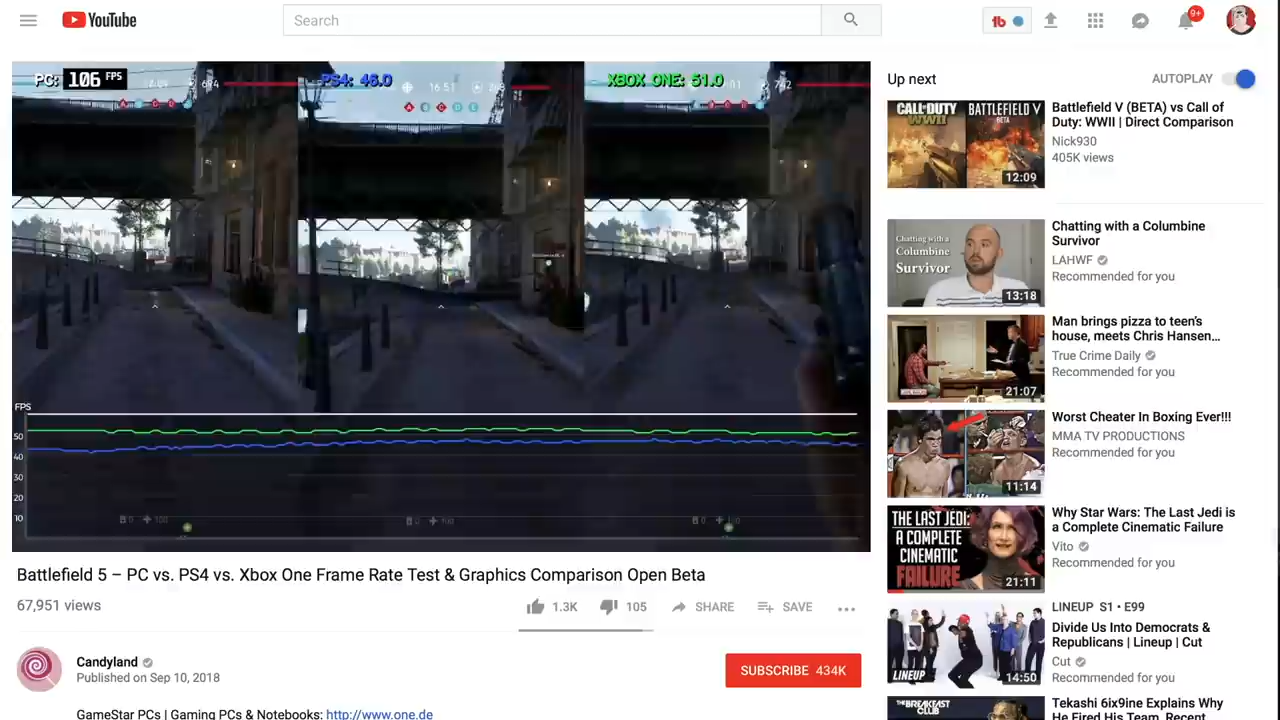 YouTube
Search
tb
9+
PC: 106 FPS
PS4: 46.0
XBOX ONE: 51.0
16:51
FPS
50
40
30
20
10
Battlefield 5 – PC vs. PS4 vs. Xbox One Frame Rate Test & Graphics Comparison Open Beta
67,951 views
1.3K
105
SHARE
SAVE
Candyland
Published on Sep 10, 2018
SUBSCRIBE 434K
GameStar PCs | Gaming PCs & Notebooks: http://www.one.de
Up next
AUTOPLAY
CALL OF DUTY
WWII
BATTLEFIELD V
BETA
12:09
Battlefield V (BETA) vs Call of
Duty: WWII | Direct Comparison
Nick930
405K views
Chatting with a
Columbine
Survivor
13:18
Chatting with a Columbine
Survivor
LAHWF
Recommended for you
21:07
Man brings pizza to teen's
house, meets Chris Hansen...
True Crime Daily
Recommended for you
11:14
Worst Cheater In Boxing Ever!!!
MMA TV PRODUCTIONS
Recommended for you
THE LAST JEDI:
A COMPLETE
CINEMATIC
FAILURE
21:11
Why Star Wars: The Last Jedi is
a Complete Cinematic Failure
Vito
Recommended for you
LINEUP
14:50
LINEUP S1 • E99
Divide Us Into Democrats &
Republicans | Lineup | Cut
Cut
Recommended for you
THE BREAKFAST
CLUB
Tekashi 6ix9ine Explains Why
He Fired His Team, Recent